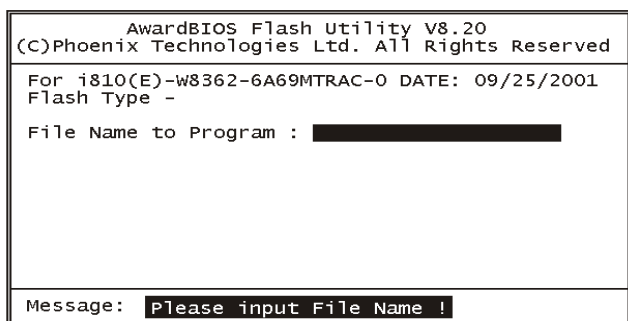 AwardBIOS Flash Utility V8.20
(C)Phoenix Technologies Ltd. All Rights Reserved
For i810(E)-W8362-6A69MTRAC-0 DATE: 09/25/2001
Flash Type -
File Name to Program :
Message: Please input File Name !